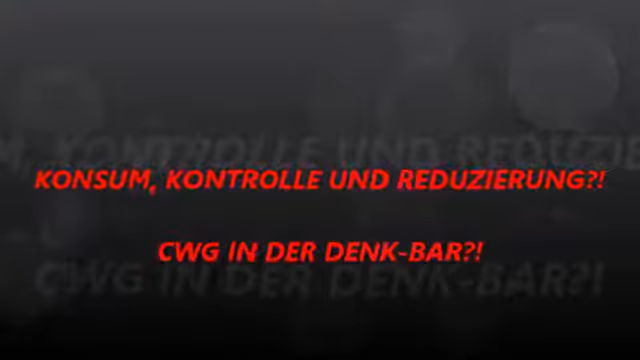 KONSUM, KONTROLLE UND REDUZIERUNG?!
CWG IN DER DENK-BAR?!